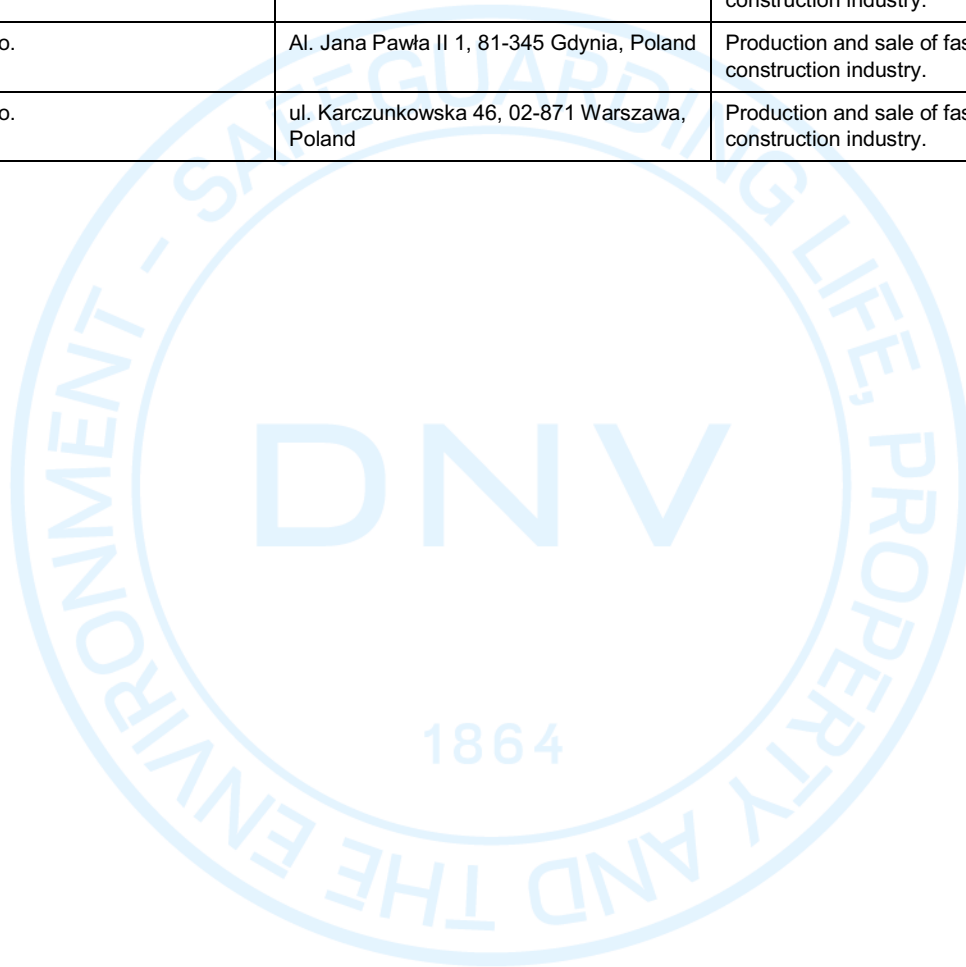 construction industry.
o. Al. Jana Pawła II 1, 81-345 Gdynia, Poland Production and sale of
construction industry.
o. ul. Karczunkowska 46, 02-871 Warszawa, Production and sale of
Poland construction industry.
SAFEGUARDING LIFE, PROPERTY AND THE ENVIRONMENT -
DNV
1864